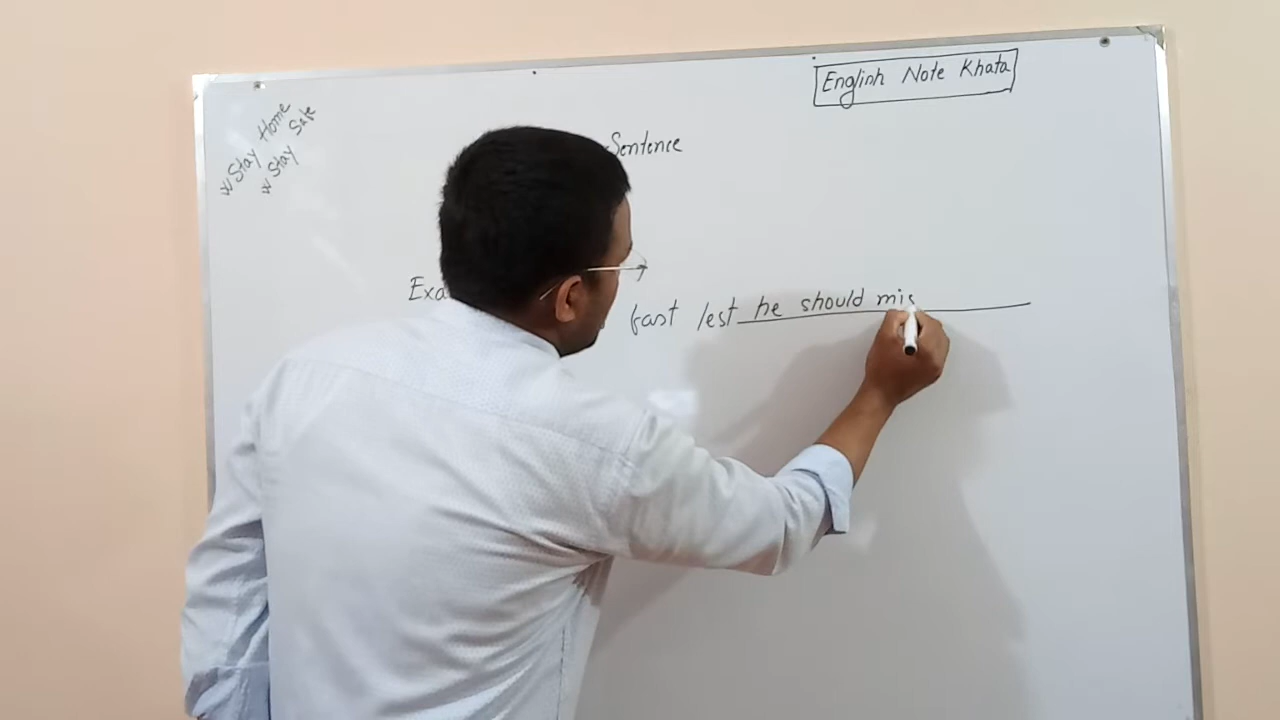 English Note Khata
w Stay Home
w Stay Safe
Sentence
Exa
fast lest he should mis